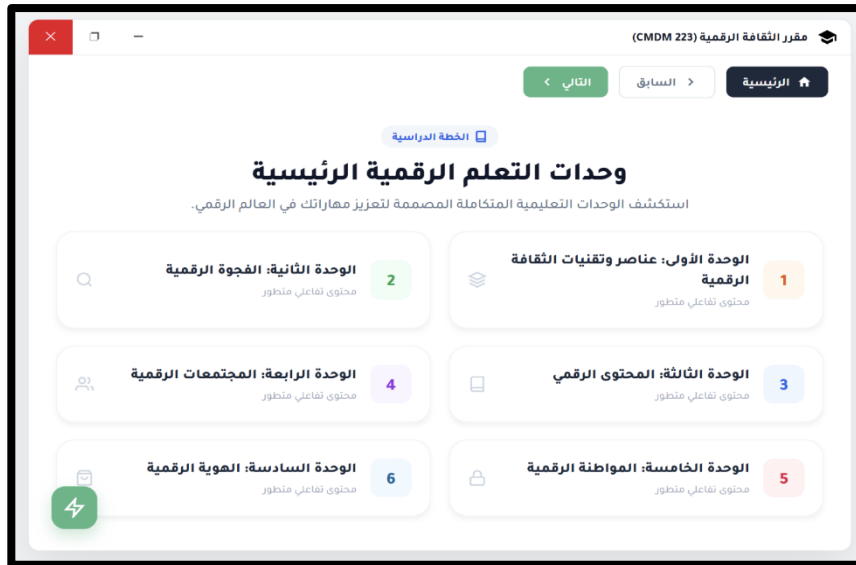 مقرر الثقافة الرقمية (CMDM 223)
الرئيسية
السابق
التالي
الخطة الدراسية
وحدات التعلم الرقمية الرئيسية
استكشف الوحدات التعليمية المتكاملة المصممة لتعزيز مهاراتك في العالم الرقمي.
1
الوحدة الأولى: عناصر وتقنيات الثقافة
الرقمية
محتوى تفاعلي متطور
2
الوحدة الثانية: الفجوة الرقمية
محتوى تفاعلي متطور
3
الوحدة الثالثة: المحتوى الرقمي
محتوى تفاعلي متطور
4
الوحدة الرابعة: المجتمعات الرقمية
محتوى تفاعلي متطور
5
الوحدة الخامسة: المواطنة الرقمية
محتوى تفاعلي متطور
6
الوحدة السادسة: الهوية الرقمية
محتوى تفاعلي متطور